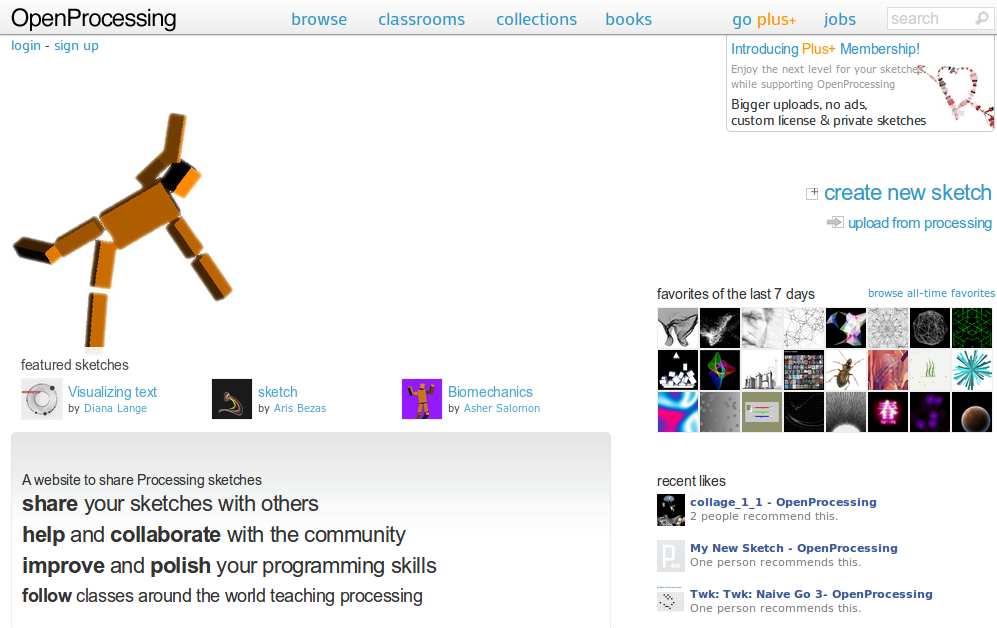 OpenProcessing
browse classrooms collections books go plus+ jobs search
login - sign up
Introducing Plus+ Membership!
Enjoy the next level for your sketches,
while supporting OpenProcessing
Bigger uploads, no ads,
custom license & private sketches
create new sketch
upload from processing
favorites of the last 7 days browse all-time favorites
featured sketches
Visualizing text
by Diana Lange
sketch
by Aris Bezas
Biomechanics
by Asher Salomon
A website to share Processing sketches
share your sketches with others
help and collaborate with the community
improve and polish your programming skills
follow classes around the world teaching processing
recent likes
collage_1_1 - OpenProcessing
2 people recommend this.
My New Sketch - OpenProcessing
One person recommends this.
Twk: Twk: Naive Go 3- OpenProcessing
One person recommends this.